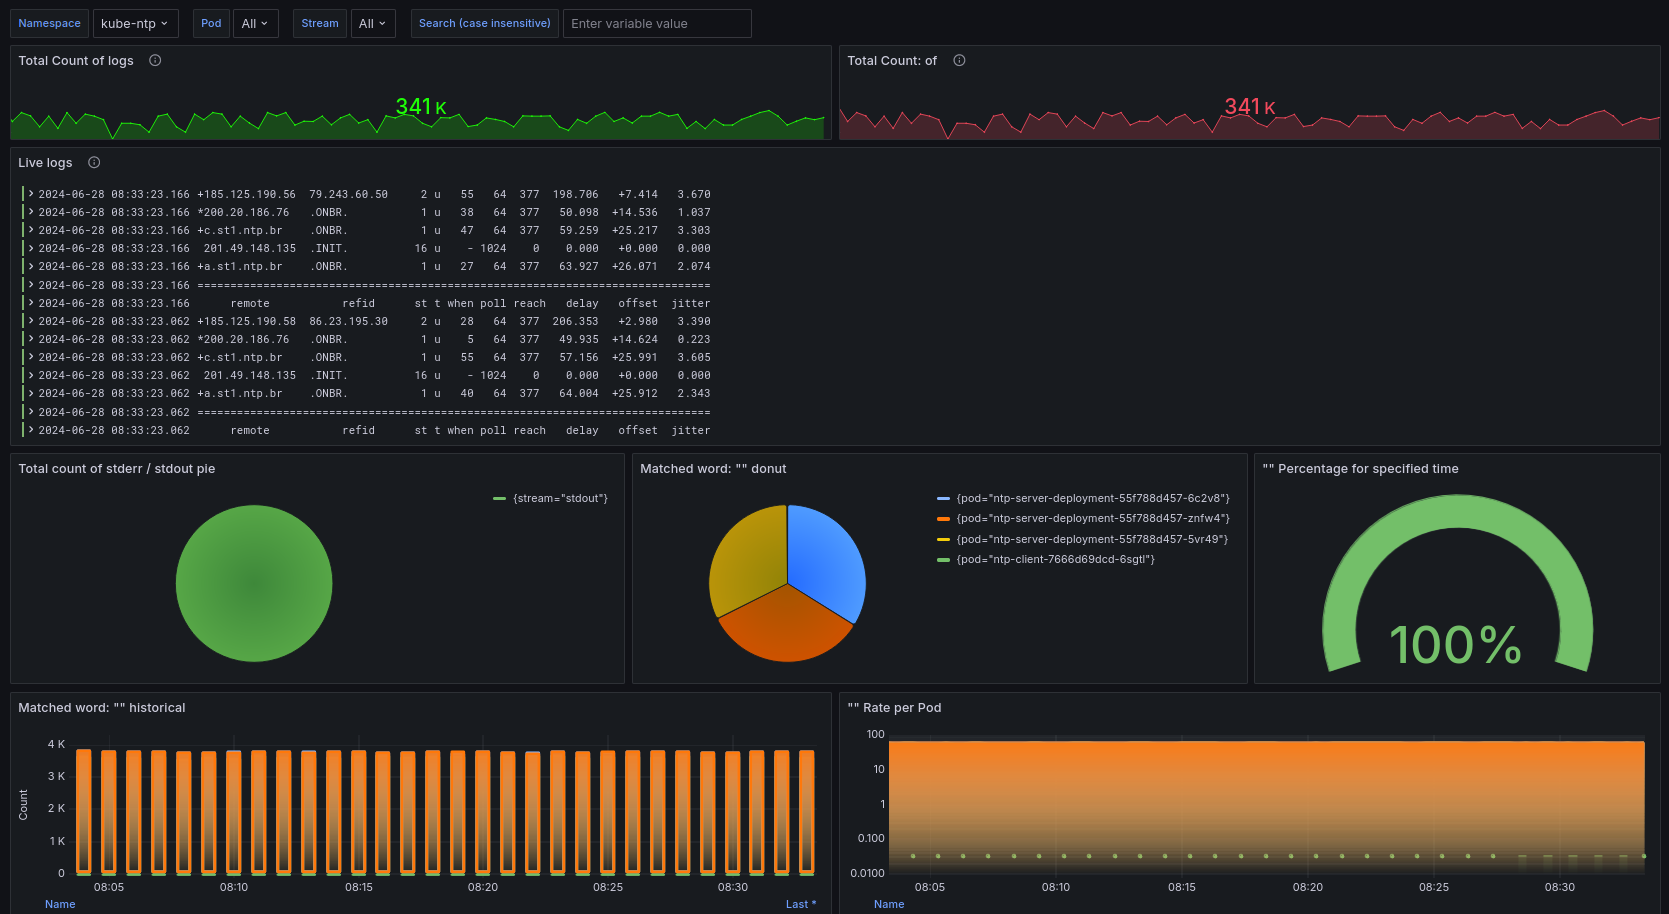 Namespace kube-ntp Pod All Stream All Search (case insensitive) Enter variable value
Total Count of logs
341 K
Total Count: of
341 K
Live logs
2024-06-28 08:33:23.166 +185.125.190.56 79.243.60.50 2 u 55 64 377 198.706 +7.414 3.670
2024-06-28 08:33:23.166 *200.20.186.76 .ONBR. 1 u 38 64 377 50.098 +14.536 1.037
2024-06-28 08:33:23.166 +c.st1.ntp.br .ONBR. 1 u 47 64 377 59.259 +25.217 3.303
2024-06-28 08:33:23.166 201.49.148.135 .INIT. 16 u - 1024 0 0.000 +0.000 0.000
2024-06-28 08:33:23.166 +a.st1.ntp.br .ONBR. 1 u 27 64 377 63.927 +26.071 2.074
2024-06-28 08:33:23.166 ==============================================================================
2024-06-28 08:33:23.166 remote refid st t when poll reach delay offset jitter
2024-06-28 08:33:23.062 +185.125.190.58 86.23.195.30 2 u 28 64 377 206.353 +2.980 3.390
2024-06-28 08:33:23.062 *200.20.186.76 .ONBR. 1 u 5 64 377 49.935 +14.624 0.223
2024-06-28 08:33:23.062 +c.st1.ntp.br .ONBR. 1 u 55 64 377 57.156 +25.991 3.605
2024-06-28 08:33:23.062 201.49.148.135 .INIT. 16 u - 1024 0 0.000 +0.000 0.000
2024-06-28 08:33:23.062 +a.st1.ntp.br .ONBR. 1 u 40 64 377 64.004 +25.912 2.343
2024-06-28 08:33:23.062 ==============================================================================
2024-06-28 08:33:23.062 remote refid st t when poll reach delay offset jitter
Total count of stderr / stdout pie
{stream="stdout"}
Matched word: "" donut
{pod="ntp-server-deployment-55f788d457-6c2v8"}
{pod="ntp-server-deployment-55f788d457-znfw4"}
{pod="ntp-server-deployment-55f788d457-5vr49"}
{pod="ntp-client-7666d69dcd-6sgtl"}
"" Percentage for specified time
100%
Matched word: "" historical
Count
4 K
3 K
2 K
1 K
0
08:05 08:10 08:15 08:20 08:25 08:30
Name Last *
"" Rate per Pod
100
10
1
0.100
0.0100
08:05 08:10 08:15 08:20 08:25 08:30
Name